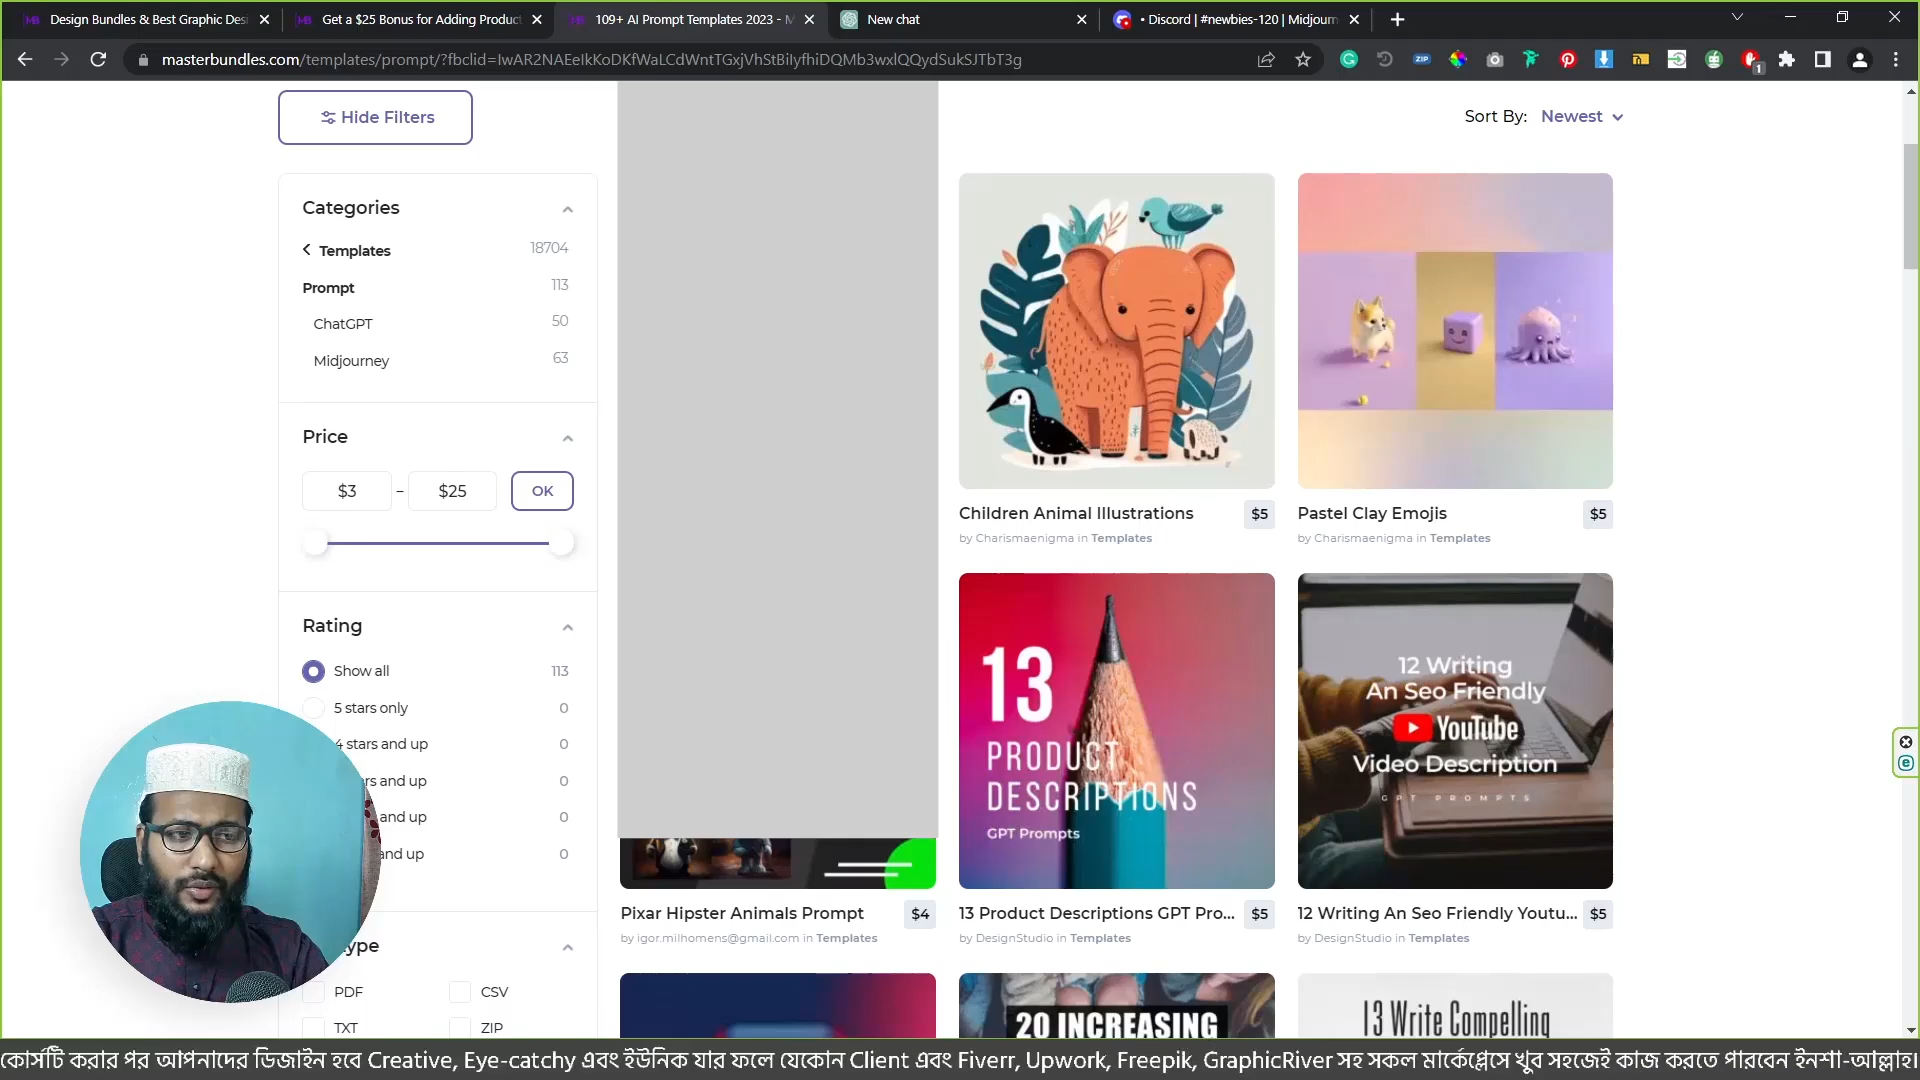 Design Bundles & Best Graphic Desi
Get a $25 Bonus for Adding Product
109+ AI Prompt Templates 2023 - M
New chat
• Discord | #newbies-120 | Midjourn
masterbundles.com/templates/prompt/?fbclid=IwAR2NAEeIkKoDKfWaLCdWntTGxjVhStBiIyfhiDQMb3wxlQQydSukSJTbT3g
ZIP
1
Hide Filters
Sort By: Newest
Categories
Templates 18704
Prompt 113
ChatGPT 50
Midjourney 63
Price
$3 – $25 OK
Rating
Show all 113
5 stars only 0
4 stars and up 0
rs and up 0
and up 0
and up 0
ype
PDF CSV
TXT ZIP
Children Animal Illustrations $5
by Charismaenigma in Templates
Pastel Clay Emojis $5
by Charismaenigma in Templates
13
PRODUCT
DESCRIPTIONS
GPT Prompts
12 Writing
An Seo Friendly
YouTube
Video Description
GPT PROMPTS
Pixar Hipster Animals Prompt $4
by igor.milhomens@gmail.com in Templates
13 Product Descriptions GPT Pro... $5
by DesignStudio in Templates
12 Writing An Seo Friendly Youtu... $5
by DesignStudio in Templates
20 INCREASING
13 Write Compelling
কোর্সটি করার পর আপনাদের ডিজাইন হবে Creative, Eye-catchy এবং ইউনিক যার ফলে যেকোন Client এবং Fiverr, Upwork, Freepik, GraphicRiver সহ সকল মার্কেপ্লেসে খুব সহজেই কাজ করতে পারবেন ইনশা-আল্লাহ।